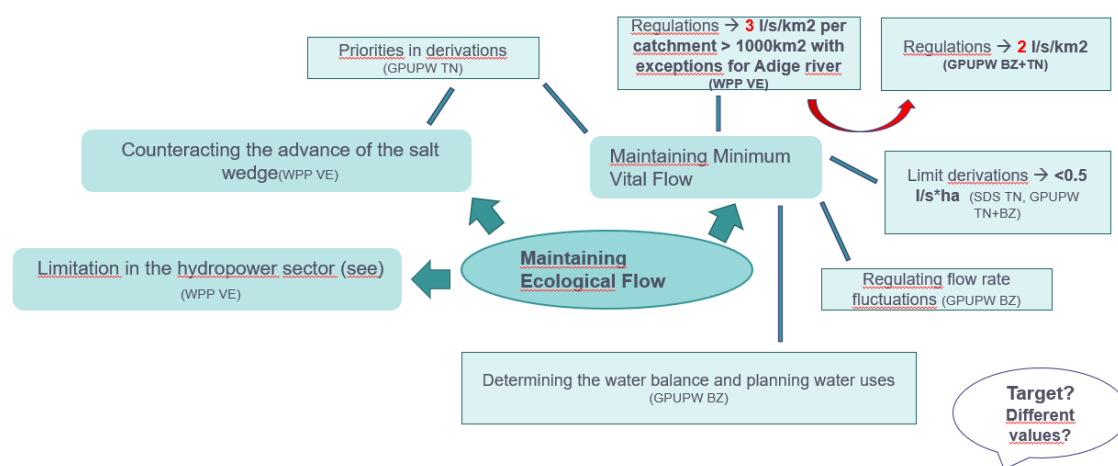 Priorities in derivations
(GPUPW TN)
Regulations → 3 l/s/km2 per
catchment > 1000km2 with
exceptions for Adige river
(WPP VE)
Regulations → 2 l/s/km2
(GPUPW BZ+TN)
Counteracting the advance of the salt
wedge(WPP VE)
Maintaining Minimum
Vital Flow
Limit derivations → <0.5
l/s*ha (SDS TN, GPUPW
TN+BZ)
Limitation in the hydropower sector (see)
(WPP VE)
Maintaining
Ecological Flow
Regulating flow rate
fluctuations (GPUPW BZ)
Determining the water balance and planning water uses
(GPUPW BZ)
Target?
Different
values?